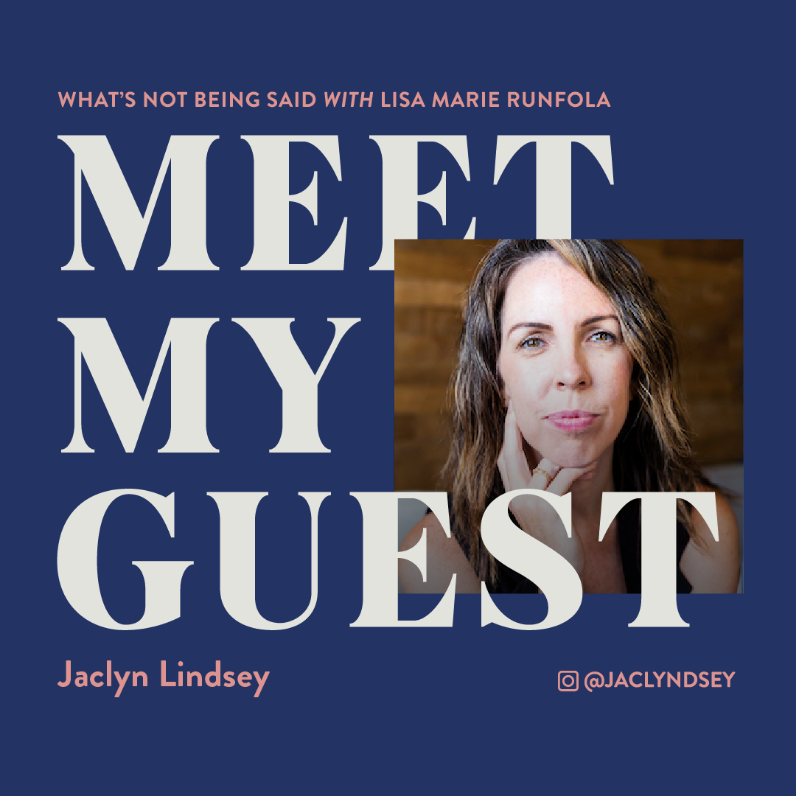 WHAT'S NOT BEING SAID WITH LISA MARIE RUNFOLA
MEET
MY
GUEST
Jaclyn Lindsey
@JACLYNDSEY